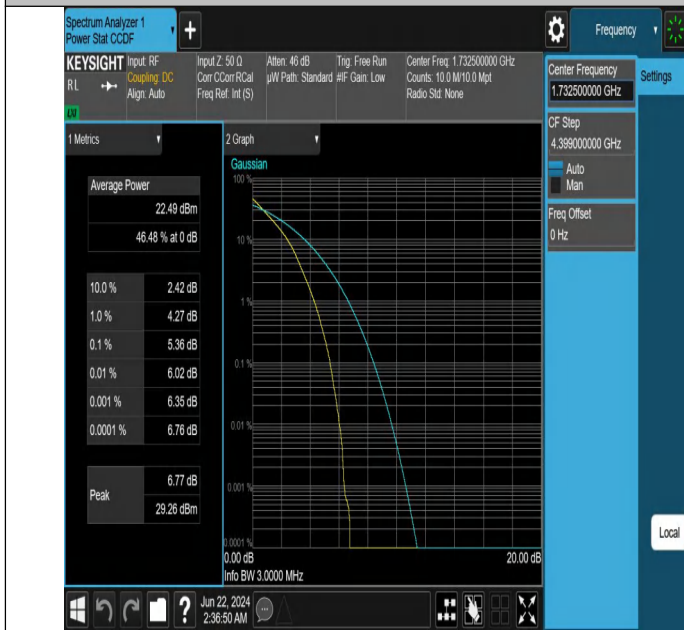 Spectrum Analyzer 1
Power Stat CCDF
+
Frequency
KEYSIGHT
RL
LXI
Input: RF
Coupling: DC
Align: Auto
Input Z: 50 Ω
Corr CCorr RCal
Freq Ref: Int (S)
Atten: 46 dB
µW Path: Standard
Trig: Free Run
#IF Gain: Low
Center Freq: 1.732500000 GHz
Counts: 10.0 M/10.0 Mpt
Radio Std: None
Center Frequency
1.732500000 GHz
Settings
CF Step
4.399000000 GHz
Auto
Man
Freq Offset
0 Hz
1 Metrics
Average Power
22.49 dBm
46.48 % at 0 dB
10.0 % 2.42 dB
1.0 % 4.27 dB
0.1 % 5.36 dB
0.01 % 6.02 dB
0.001 % 6.35 dB
0.0001 % 6.76 dB
Peak
6.77 dB
29.26 dBm
2 Graph
Gaussian
100 %
10 %
1 %
0.1 %
0.01 %
0.001 %
0.0001 %
0.00 dB 20.00 dB
Info BW 3.0000 MHz
Local
?
Jun 22, 2024
2:36:50 AM